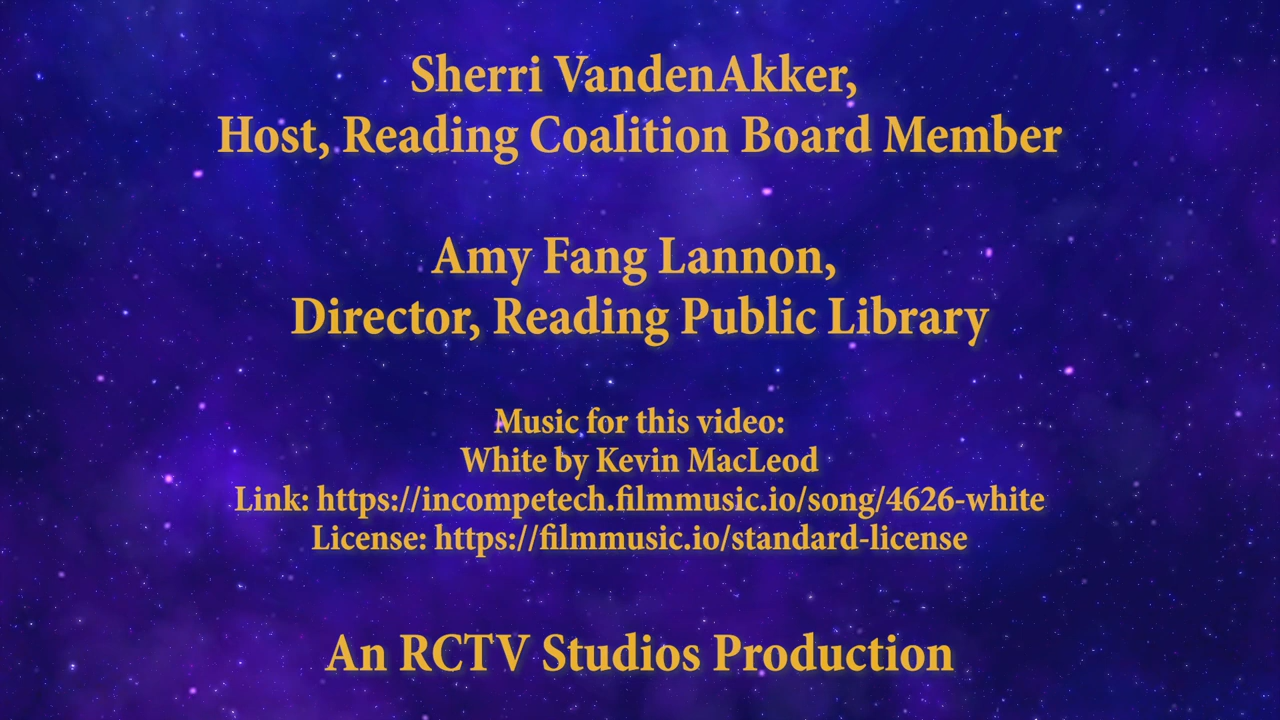 Sherri VandenAkker,
Host, Reading Coalition Board Member
Amy Fang Lannon,
Director, Reading Public Library
Music for this video:
White by Kevin MacLeod
Link: https://incompetech.filmmusic.io/song/4626-white
License: https://filmmusic.io/standard-license
An RCTV Studios Production